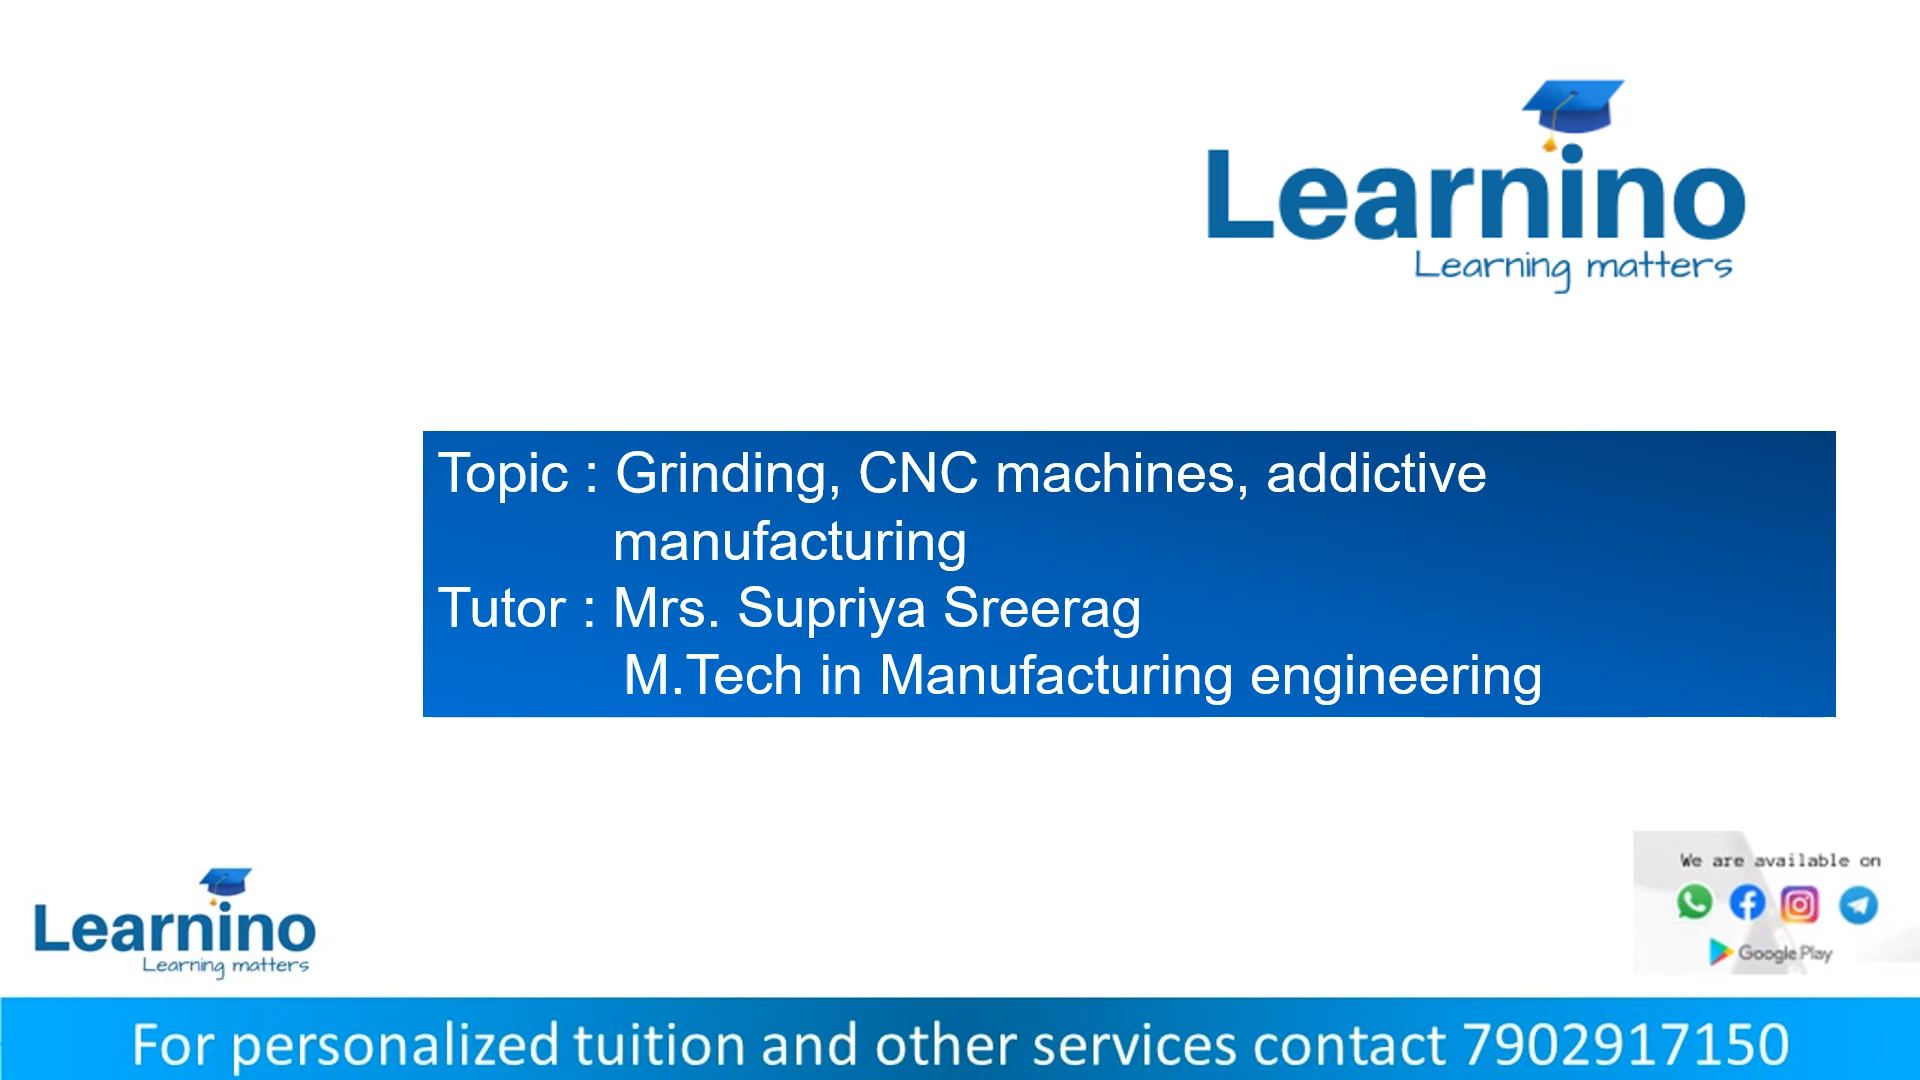 Learnino
Learning matters
Topic : Grinding, CNC machines, addictive
manufacturing
Tutor : Mrs. Supriya Sreerag
M.Tech in Manufacturing engineering
We are available on
Google Play
Learnino
Learning matters
For personalized tuition and other services contact 7902917150